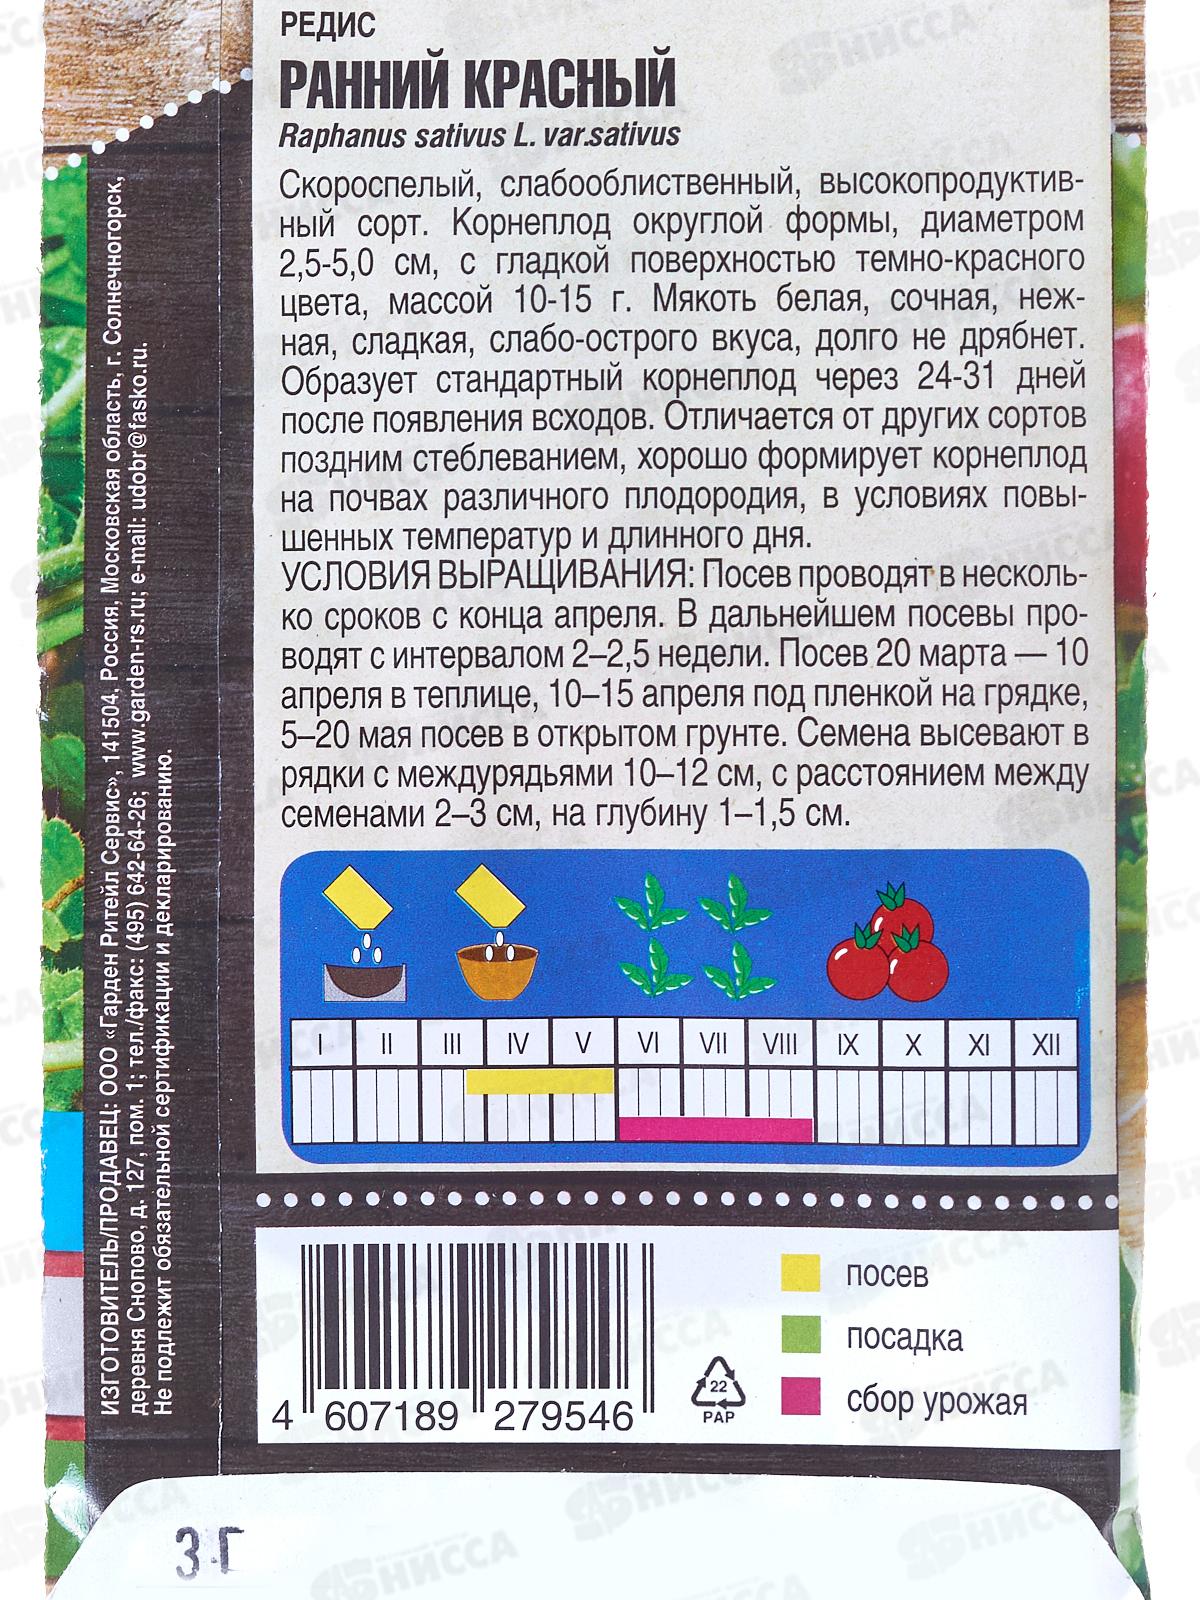 РЕДИС
РАННИЙ КРАСНЫЙ
Raphanus sativus L. var.sativus
Скороспелый, слабооблиственный, высокопродуктив-
ный сорт. Корнеплод округлой формы, диаметром
2,5-5,0 см, с гладкой поверхностью темно-красного
цвета, массой 10-15 г. Мякоть белая, сочная, неж-
ная, сладкая, слабо-острого вкуса, долго не дрябнет.
Образует стандартный корнеплод через 24-31 дней
после появления всходов. Отличается от других сортов
поздним стеблеванием, хорошо формирует корнеплод
на почвах различного плодородия, в условиях повы-
шенных температур и длинного дня.
УСЛОВИЯ ВЫРАЩИВАНИЯ: Посев проводят в несколь-
ко сроков с конца апреля. В дальнейшем посевы про-
водят с интервалом 2–2,5 недели. Посев 20 марта — 10
апреля в теплице, 10–15 апреля под пленкой на грядке,
5–20 мая посев в открытом грунте. Семена высевают в
рядки с междурядьями 10–12 см, с расстоянием между
семенами 2–3 см, на глубину 1–1,5 см.
I II III IV V VI VII VIII IX X XI XII
посев
посадка
сбор урожая
22
PAP
4 607189 279546
3 Г
ИЗГОТОВИТЕЛЬ/ПРОДАВЕЦ: ООО «Гарден Ритейл Сервис», 141504, Россия, Московская область, г. Солнечногорск,
деревня Снопово, д. 127, пом. 1; тел./факс: (495) 642-64-26; www.garden-rs.ru; e-mail: udobr@fasko.ru.
Не подлежит обязательной сертификации и декларированию.
НИССА